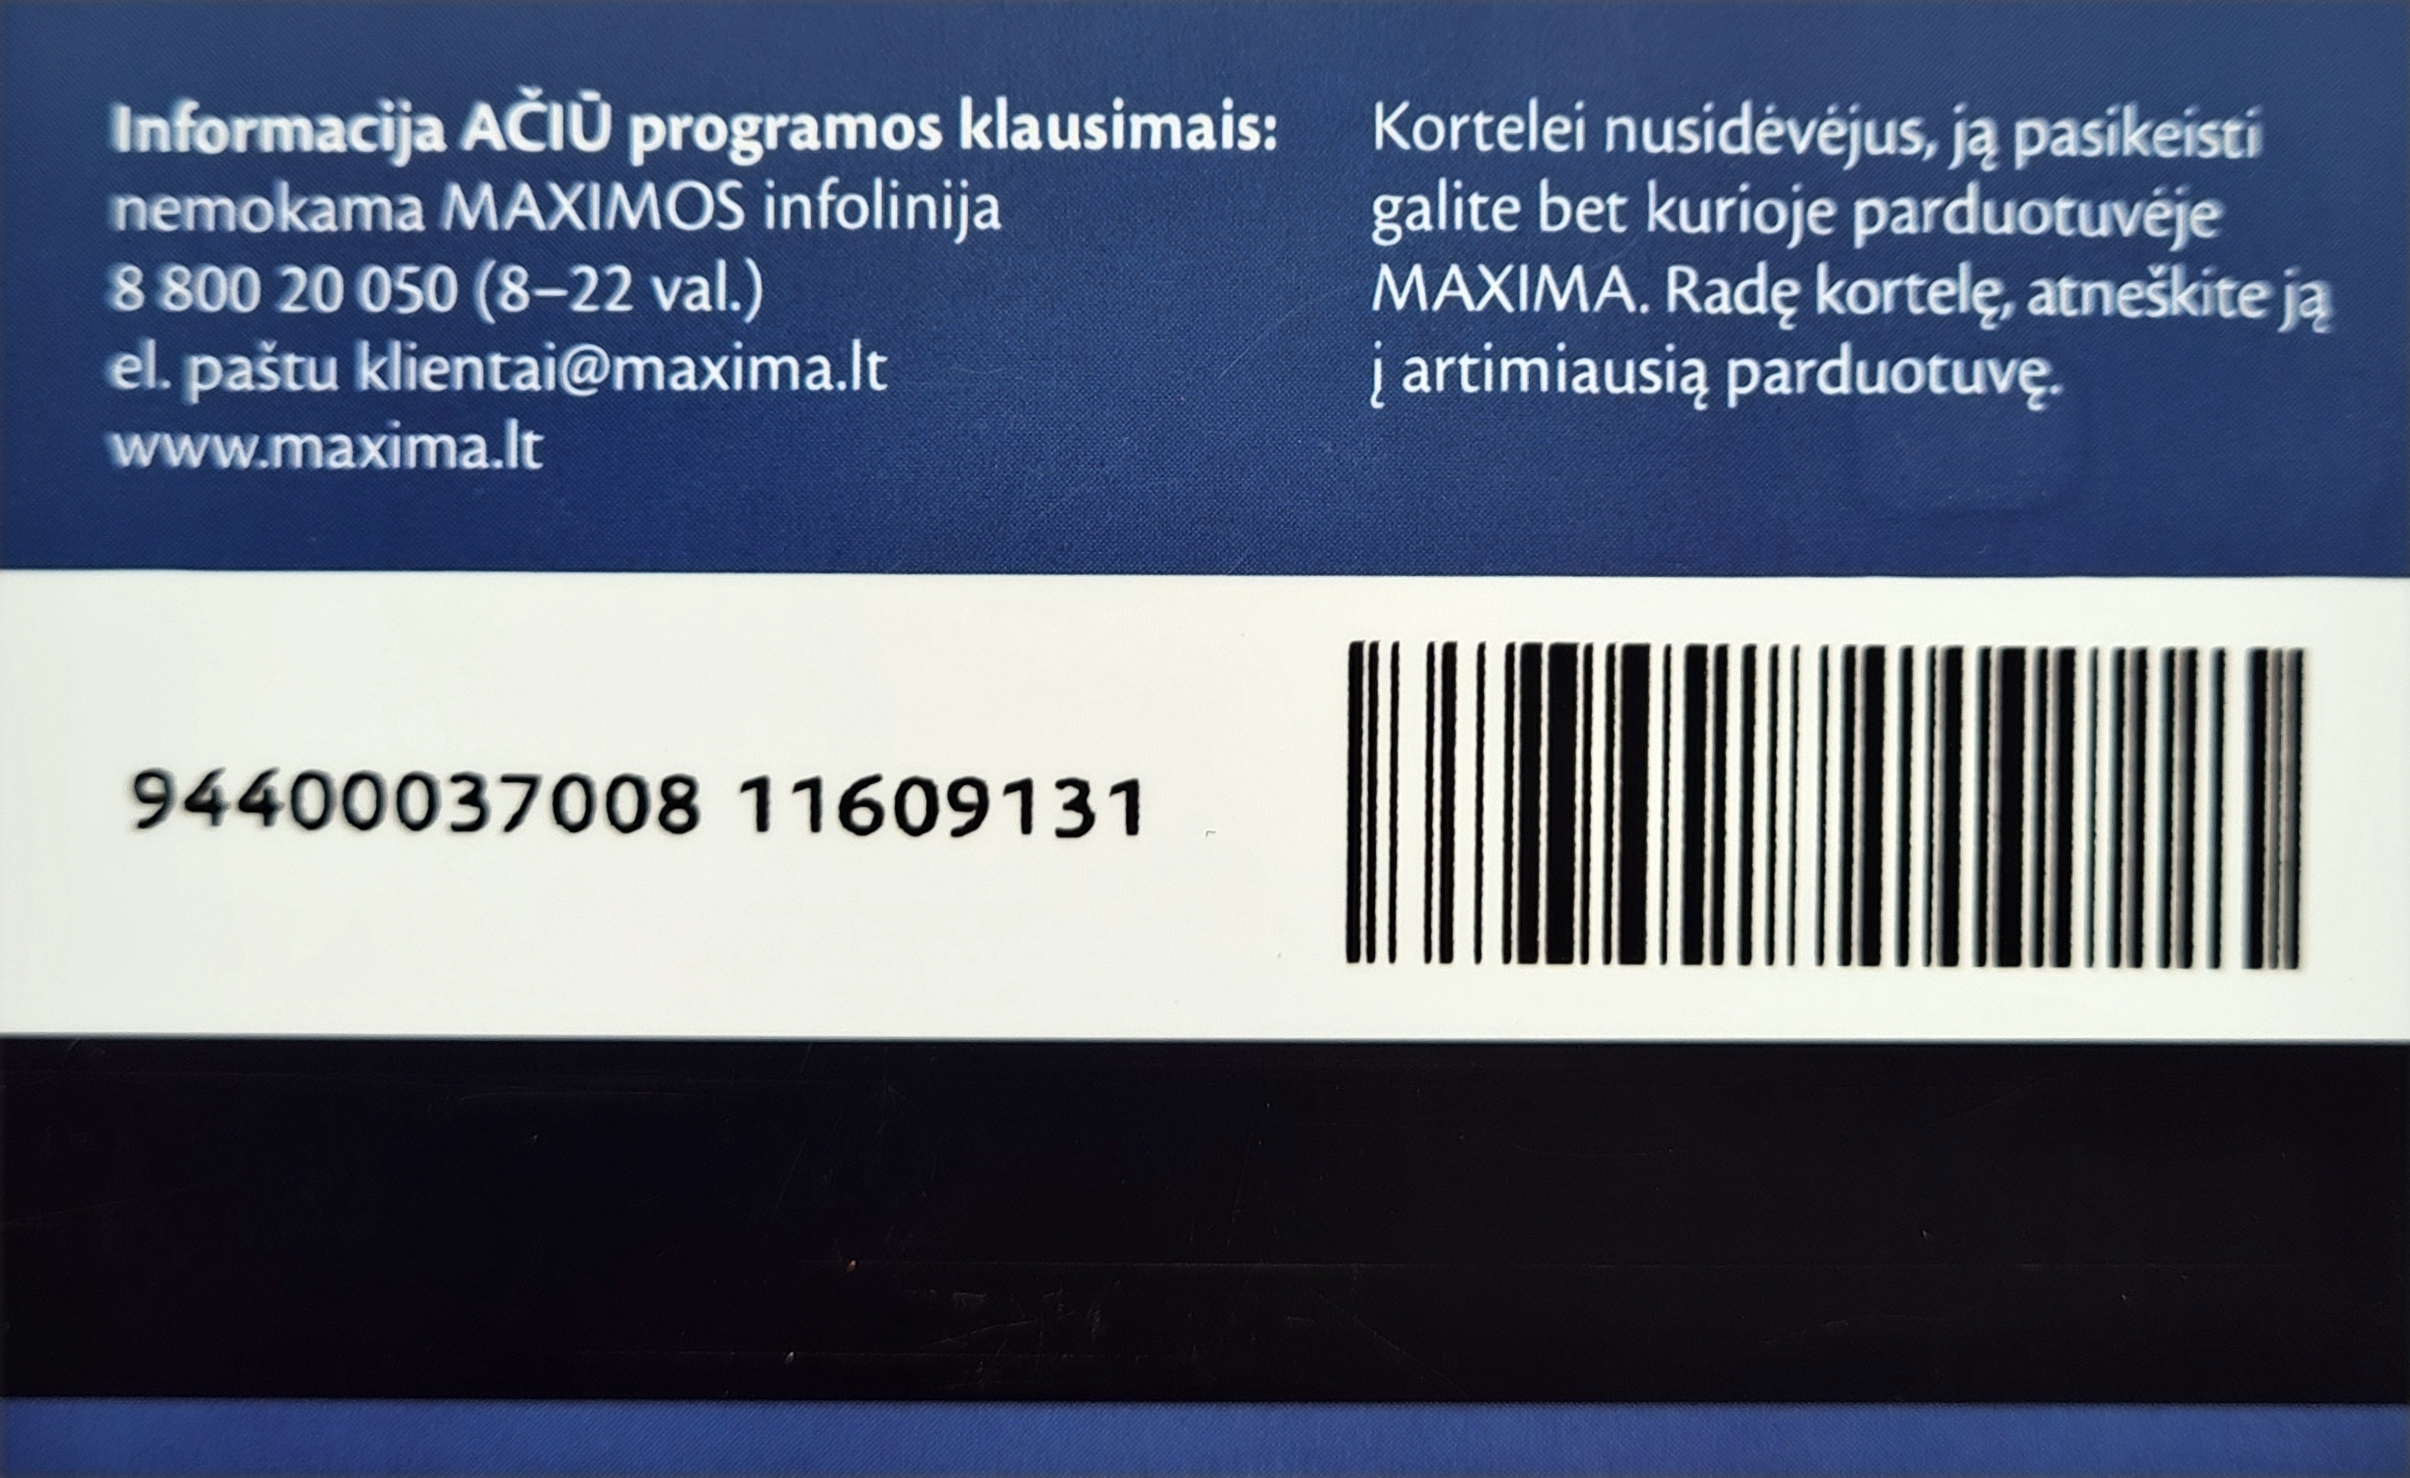 Informacija AČIŪ programos klausimais:
nemokama MAXIMOS infolinija
8 800 20 050 (8–22 val.)
el. paštu klientai@maxima.lt
www.maxima.lt
Kortelei nusidėvėjus, ją pasikeisti
galite bet kurioje parduotuvėje
MAXIMA. Radę kortelę, atneškite ją
į artimiausią parduotuvę.
94400037008 11609131